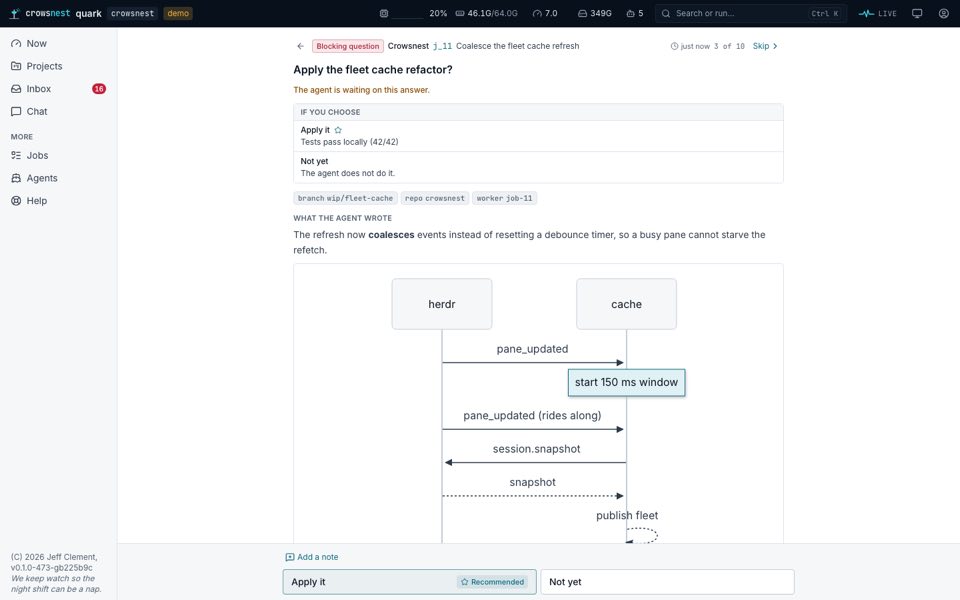 crowsnest quark crowsnest demo 20% 46.1G/64.0G 7.0 349G 5 Search or run... Ctrl K LIVE
Now
Projects
Inbox 16
Chat
MORE
Jobs
Agents
Help
(C) 2026 Jeff Clement,
v0.1.0-473-gb225b9c
We keep watch so the
night shift can be a nap.
Blocking question Crowsnest j_11 Coalesce the fleet cache refresh just now 3 of 10 Skip
Apply the fleet cache refactor?
The agent is waiting on this answer.
IF YOU CHOOSE
Apply it
Tests pass locally (42/42)
Not yet
The agent does not do it.
branch wip/fleet-cache repo crowsnest worker job-11
WHAT THE AGENT WROTE
The refresh now coalesces events instead of resetting a debounce timer, so a busy pane cannot starve the
refetch.
herdr cache
pane_updated
start 150 ms window
pane_updated (rides along)
session.snapshot
snapshot
publish fleet
Add a note
Apply it Recommended Not yet